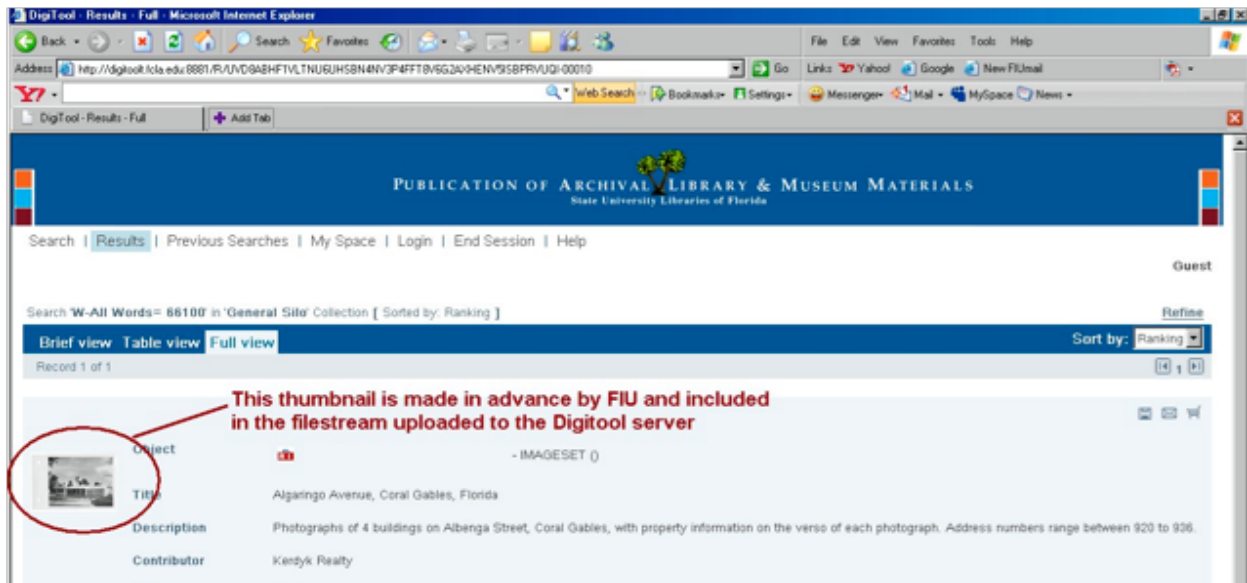 DigiTool - Results - Full - Microsoft Internet Explorer
Back Search Favorites File Edit View Favorites Tools Help
Address Go Links Yahoo! Google New FIUmail
Web Search Bookmarks Settings Messenger Mail MySpace News
DigiTool - Results - Full Add Tab
PUBLICATION OF ARCHIVAL LIBRARY & MUSEUM MATERIALS
State University Libraries of Florida
Search | Results | Previous Searches | My Space | Login | End Session | Help
Guest
Search 'W-All Words= 66100' in 'General Silo' Collection [ Sorted by: Ranking ] Refine
Brief view Table view Full view Sort by: Ranking
Record 1 of 1 1
This thumbnail is made in advance by FIU and included
in the filestream uploaded to the Digitool server
Object - IMAGESET ()
Title Algaringo Avenue, Coral Gables, Florida
Description Photographs of 4 buildings on Albenga Street, Coral Gables, with property information on the verso of each photograph. Address numbers range between 920 to 936.
Contributor Kerdyk Realty